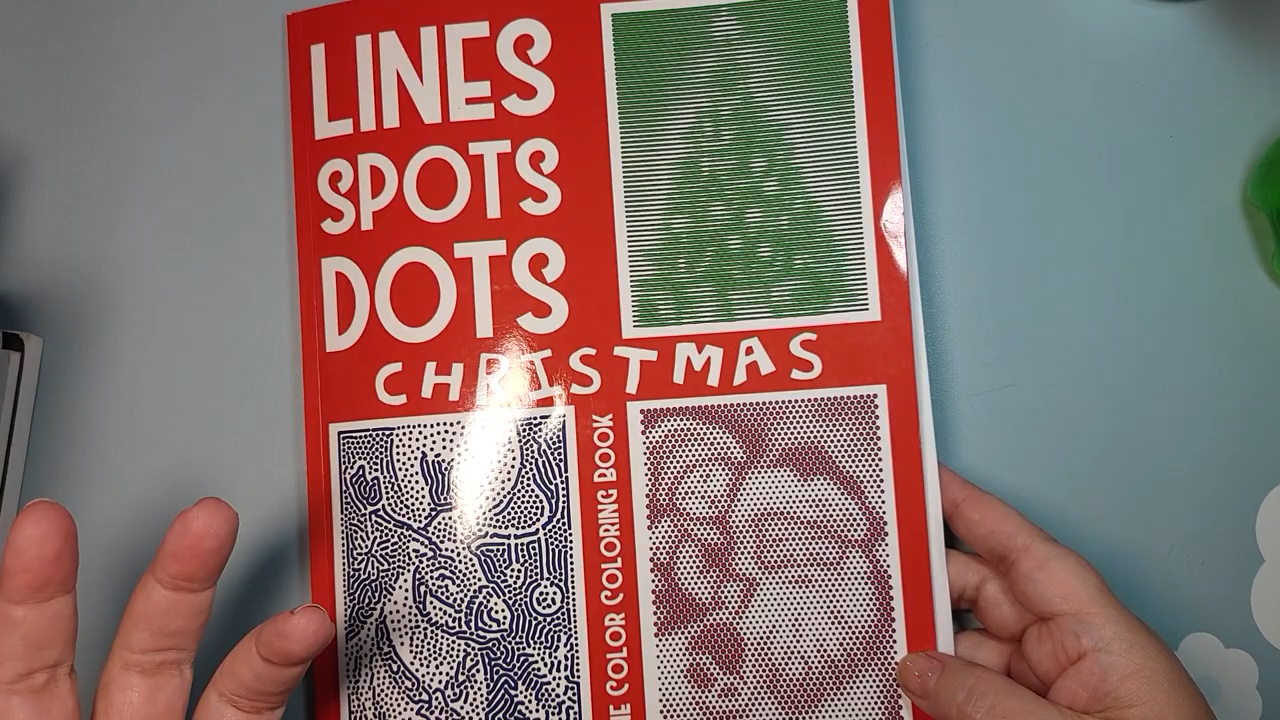 LINES
SPOTS
DOTS
CHRISTMAS
COLOR COLORING BOOK